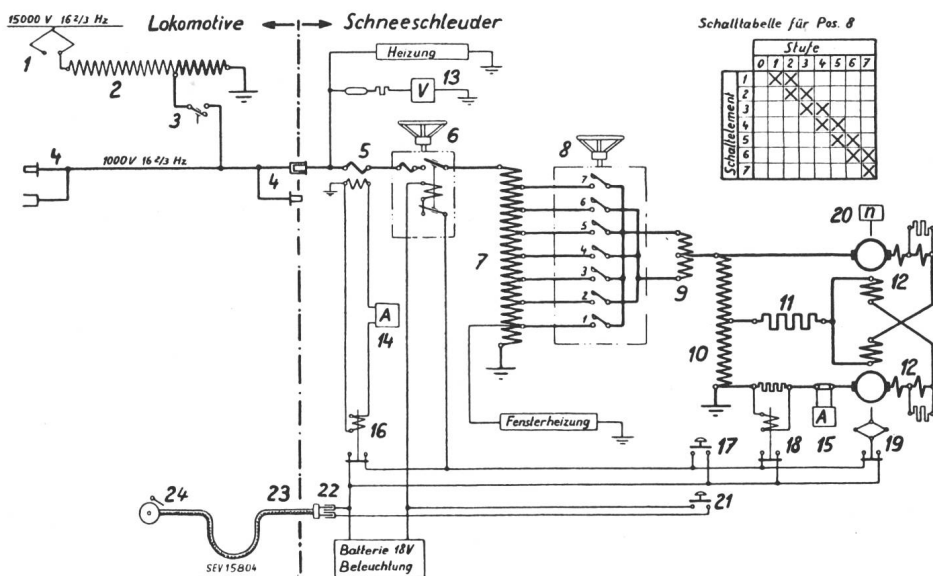 15000 V 16 2/3 Hz
Lokomotive
Schneeschleuder
Schalttabelle für Pos. 8
Stufe
0 1 2 3 4 5 6 7
Schaltelement
1 X X
2 X X
3 X X
4 X X
5 X X
6 X X
7 X
Heizung
V
13
1
2
3
4
1000 V 16 2/3 Hz
4
5
6
7
8
7
6
5
4
3
2
1
9
10
11
20
n
12
12
A
14
A
15
Fensterheizung
16
17
18
19
24
23
22
21
SEV 15804
Batterie 18V
Beleuchtung